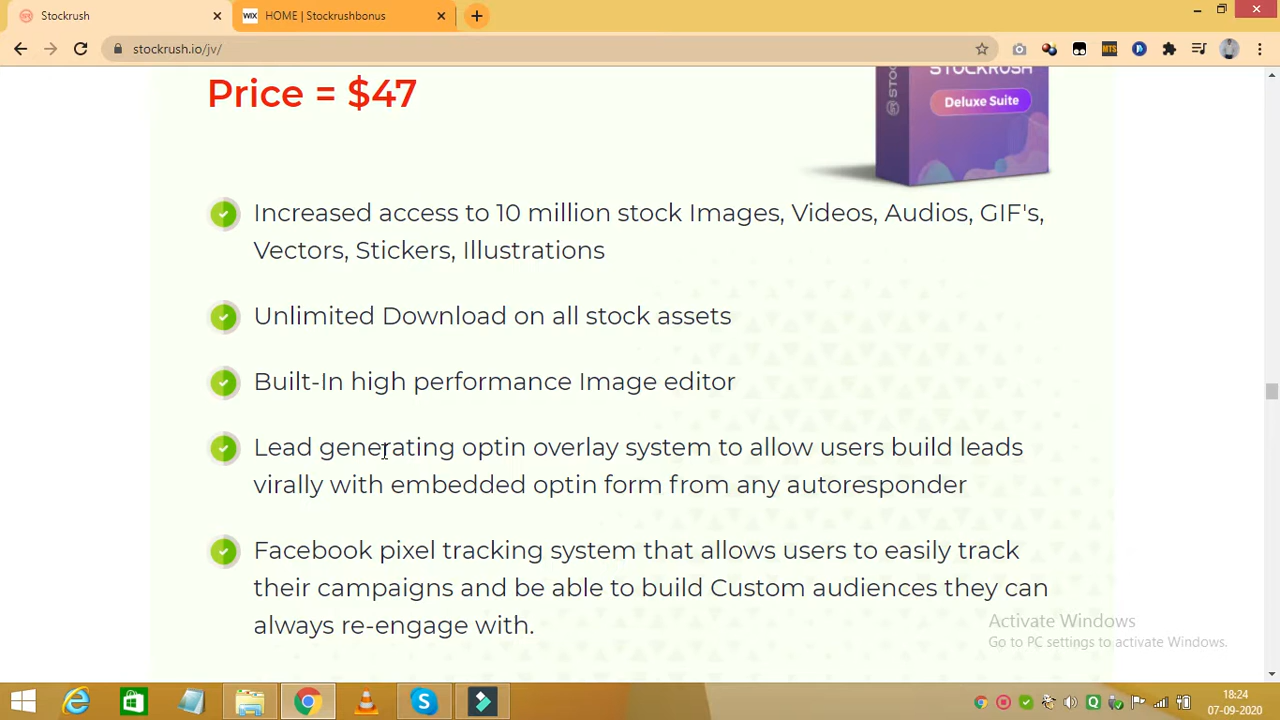 Stockrush
WIX HOME | Stockrushbonus
stockrush.io/jv/
MTS
Price = $47
STOCKRUSH
Deluxe Suite
Increased access to 10 million stock Images, Videos, Audios, GIF's,
Vectors, Stickers, Illustrations
Unlimited Download on all stock assets
Built-In high performance Image editor
Lead generating optin overlay system to allow users build leads
virally with embedded optin form from any autoresponder
Facebook pixel tracking system that allows users to easily track
their campaigns and be able to build Custom audiences they can
always re-engage with.
Activate Windows
Go to PC settings to activate Windows.
18:24
07-09-2020